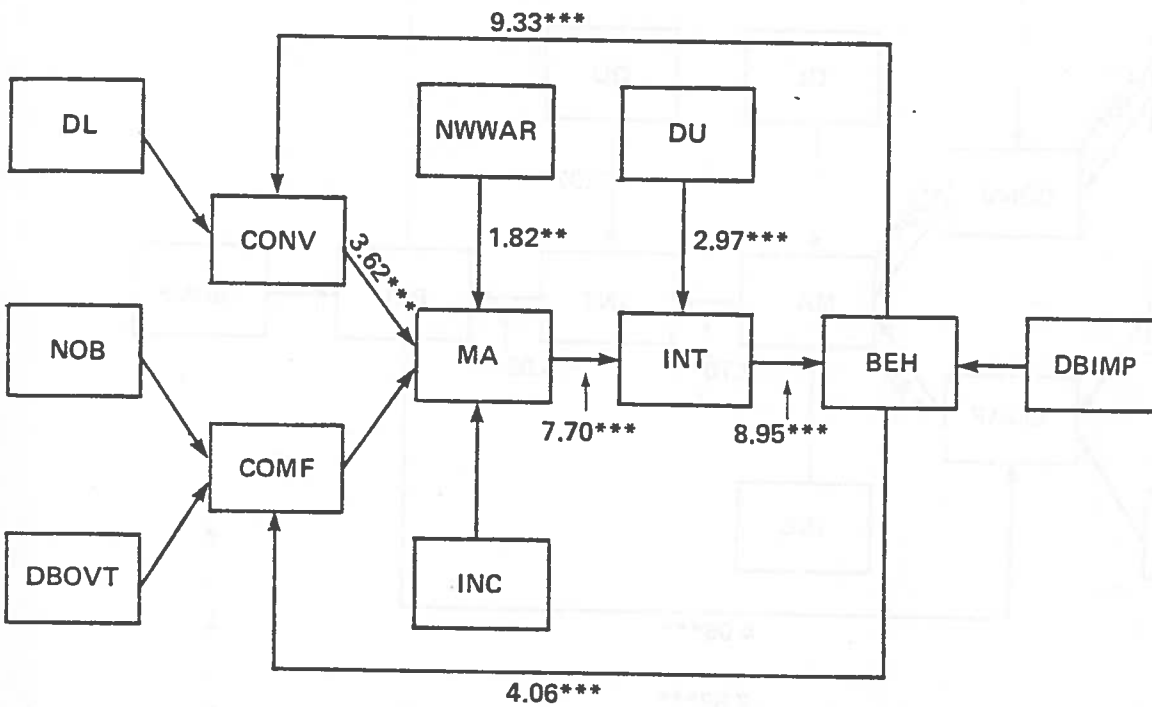 9.33***
DL
NWWAR
DU
CONV
3.62***
1.82**
2.97***
NOB
MA
INT
BEH
DBIMP
7.70***
8.95***
COMF
DBOVT
INC
4.06***